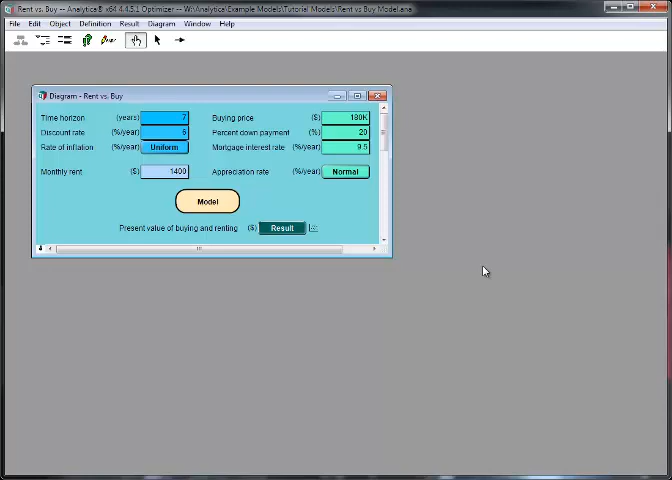 Rent vs. Buy -- Analytica® x64 4.4.5.1 Optimizer -- W:\Analytica\Example Models\Tutorial Models\Rent vs Buy Model.ana
File Edit Object Definition Result Diagram Window Help
Diagram - Rent vs. Buy
Time horizon (years) 7 Buying price ($) 180K
Discount rate (%/year) 6 Percent down payment (%) 20
Rate of inflation (%/year) Uniform Mortgage interest rate (%/year) 9.5
Monthly rent ($) 1400 Appreciation rate (%/year) Normal
Model
Present value of buying and renting ($) Result